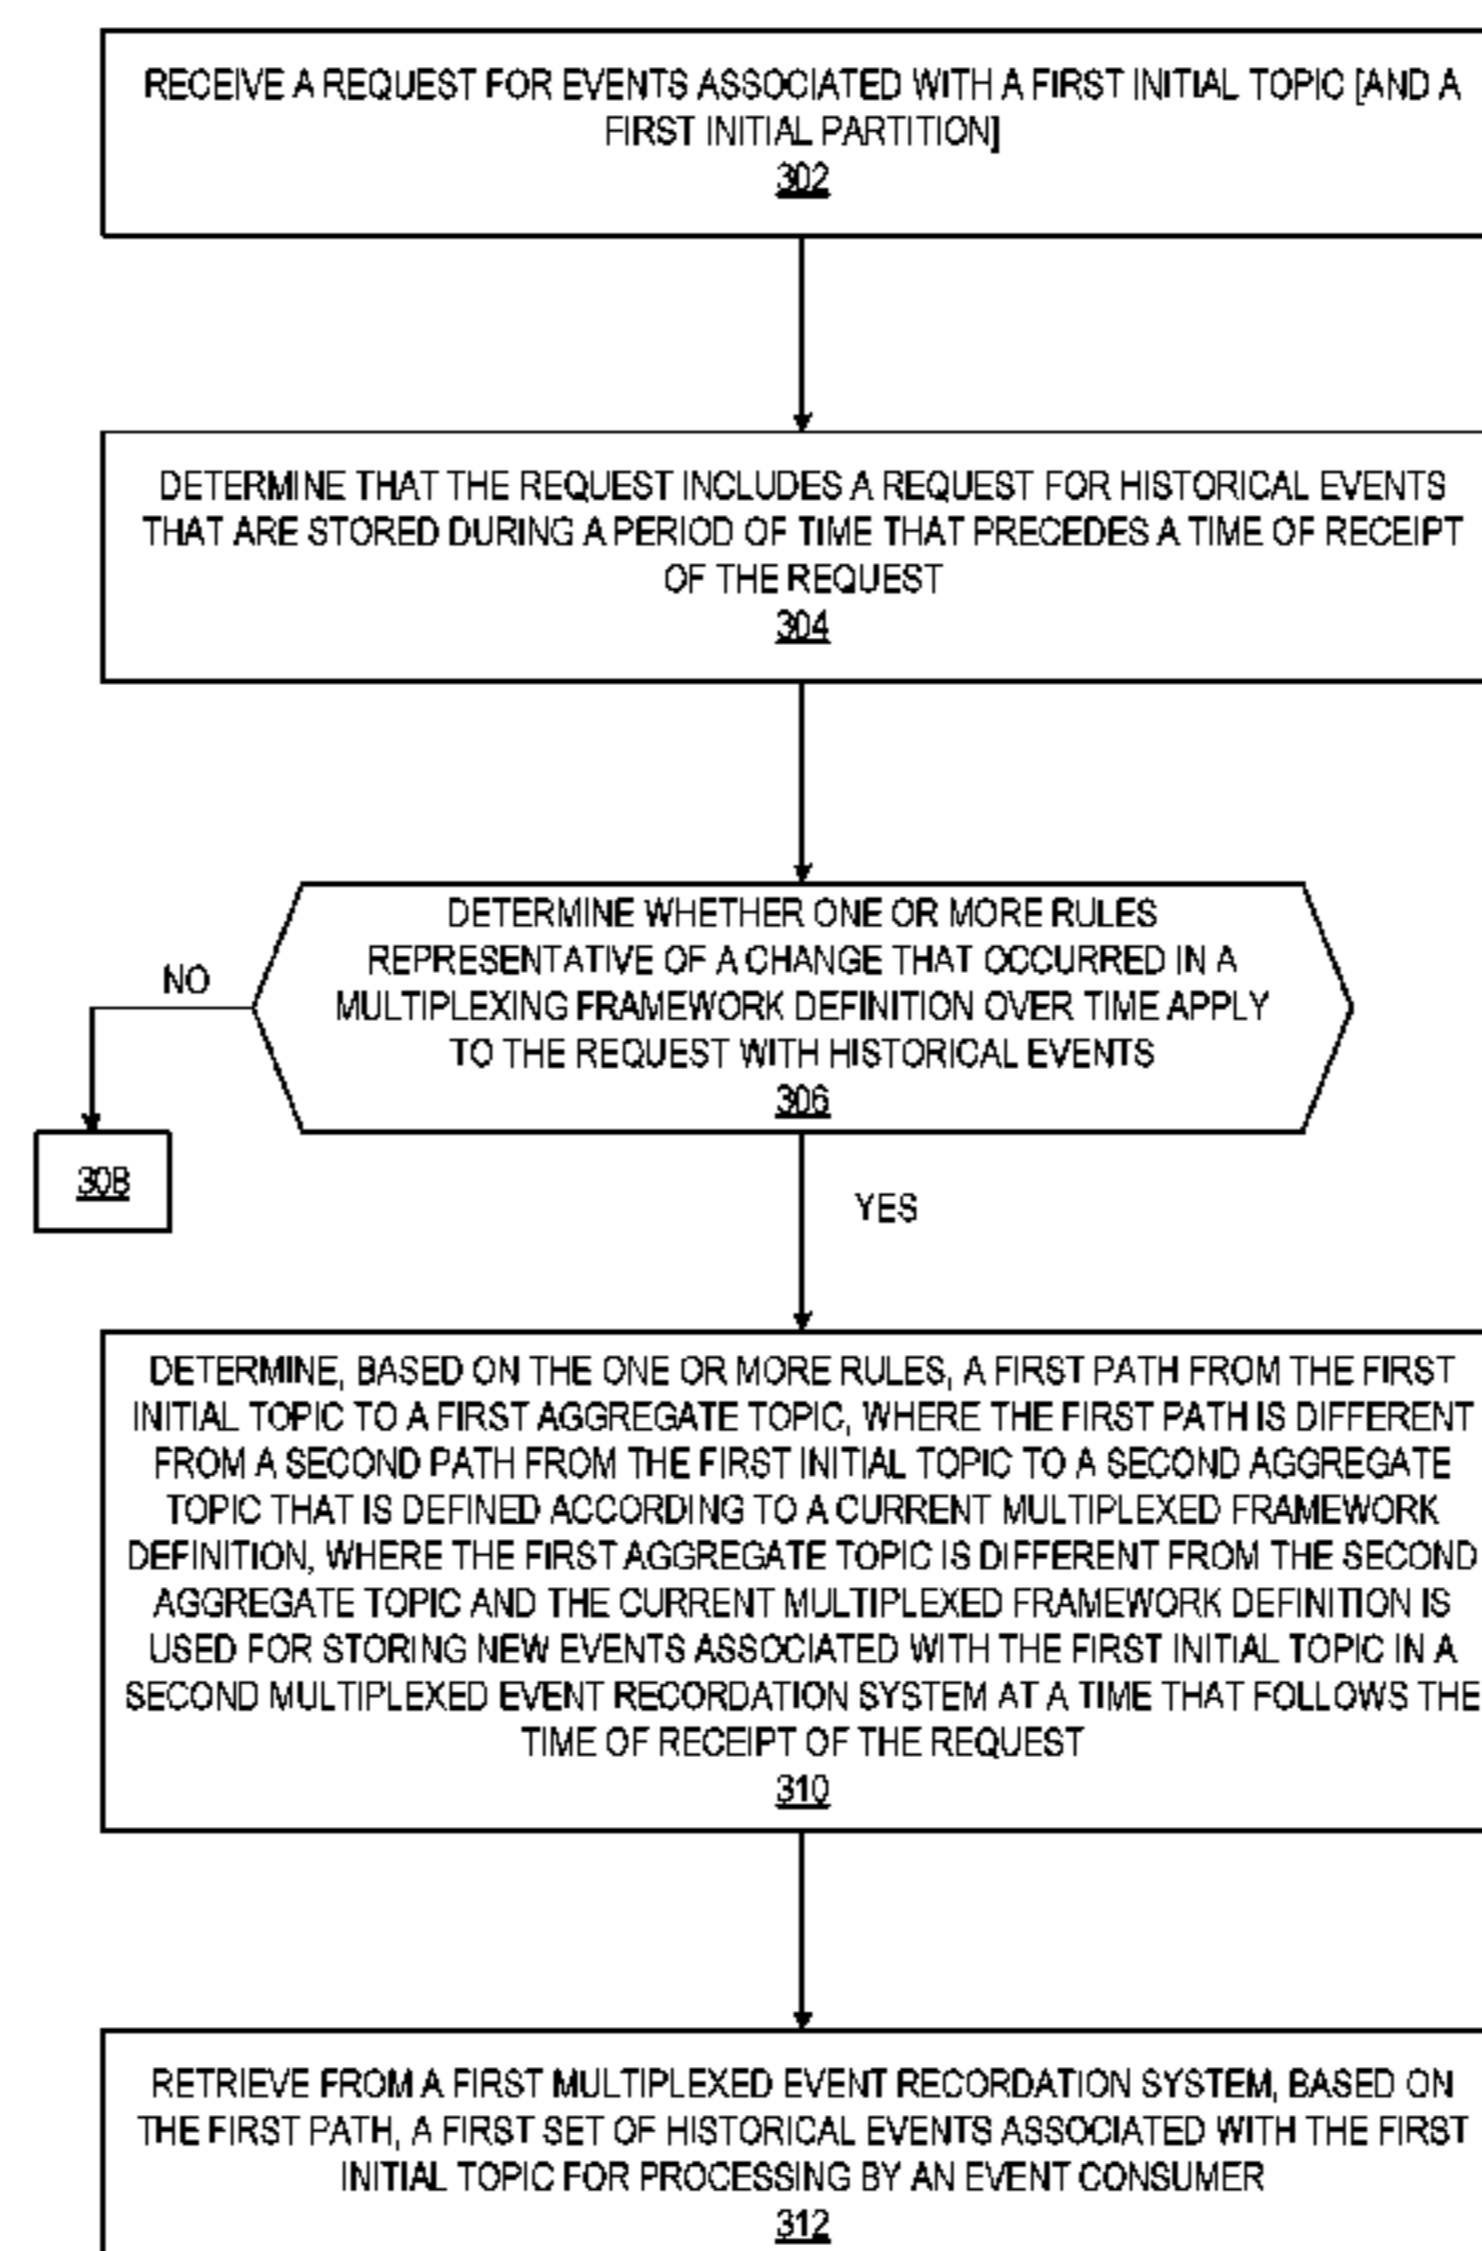 RECEIVE A REQUEST FOR EVENTS ASSOCIATED WITH A FIRST INITIAL TOPIC [AND A
FIRST INITIAL PARTITION]
302
DETERMINE THAT THE REQUEST INCLUDES A REQUEST FOR HISTORICAL EVENTS
THAT ARE STORED DURING A PERIOD OF TIME THAT PRECEDES A TIME OF RECEIPT
OF THE REQUEST
304
DETERMINE WHETHER ONE OR MORE RULES
REPRESENTATIVE OF A CHANGE THAT OCCURRED IN A
MULTIPLEXING FRAMEWORK DEFINITION OVER TIME APPLY
TO THE REQUEST WITH HISTORICAL EVENTS
306
NO
308
YES
DETERMINE, BASED ON THE ONE OR MORE RULES, A FIRST PATH FROM THE FIRST
INITIAL TOPIC TO A FIRST AGGREGATE TOPIC, WHERE THE FIRST PATH IS DIFFERENT
FROM A SECOND PATH FROM THE FIRST INITIAL TOPIC TO A SECOND AGGREGATE
TOPIC THAT IS DEFINED ACCORDING TO A CURRENT MULTIPLEXED FRAMEWORK
DEFINITION, WHERE THE FIRST AGGREGATE TOPIC IS DIFFERENT FROM THE SECOND
AGGREGATE TOPIC AND THE CURRENT MULTIPLEXED FRAMEWORK DEFINITION IS
USED FOR STORING NEW EVENTS ASSOCIATED WITH THE FIRST INITIAL TOPIC IN A
SECOND MULTIPLEXED EVENT RECORDATION SYSTEM AT A TIME THAT FOLLOWS THE
TIME OF RECEIPT OF THE REQUEST
310
RETRIEVE FROM A FIRST MULTIPLEXED EVENT RECORDATION SYSTEM, BASED ON
THE FIRST PATH, A FIRST SET OF HISTORICAL EVENTS ASSOCIATED WITH THE FIRST
INITIAL TOPIC FOR PROCESSING BY AN EVENT CONSUMER
312